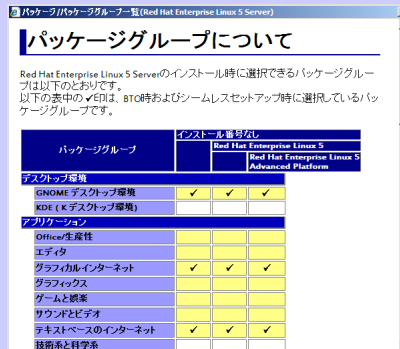 パッケージ/パッケージグループ一覧(Red Hat Enterprise Linux 5 Server)
パッケージグループについて
Red Hat Enterprise Linux 5 Serverのインストール時に選択できるパッケージグルー
プは以下のとおりです。
以下の表中の ✔印は、BTO時およびシームレスセットアップ時に選択しているパッ
ケージグループです。
パッケージグループ
インストール番号なし
Red Hat Enterprise Linux 5
Red Hat Enterprise Linux 5
Advanced Platform
デスクトップ環境
GNOME デスクトップ環境 ✔ ✔ ✔
KDE ( K デスクトップ環境)
アプリケーション
Office/生産性
エディタ
グラフィカルインターネット ✔ ✔ ✔
グラフィックス
ゲームと娯楽
サウンドとビデオ
テキストベースのインターネット ✔ ✔ ✔
技術系と科学系